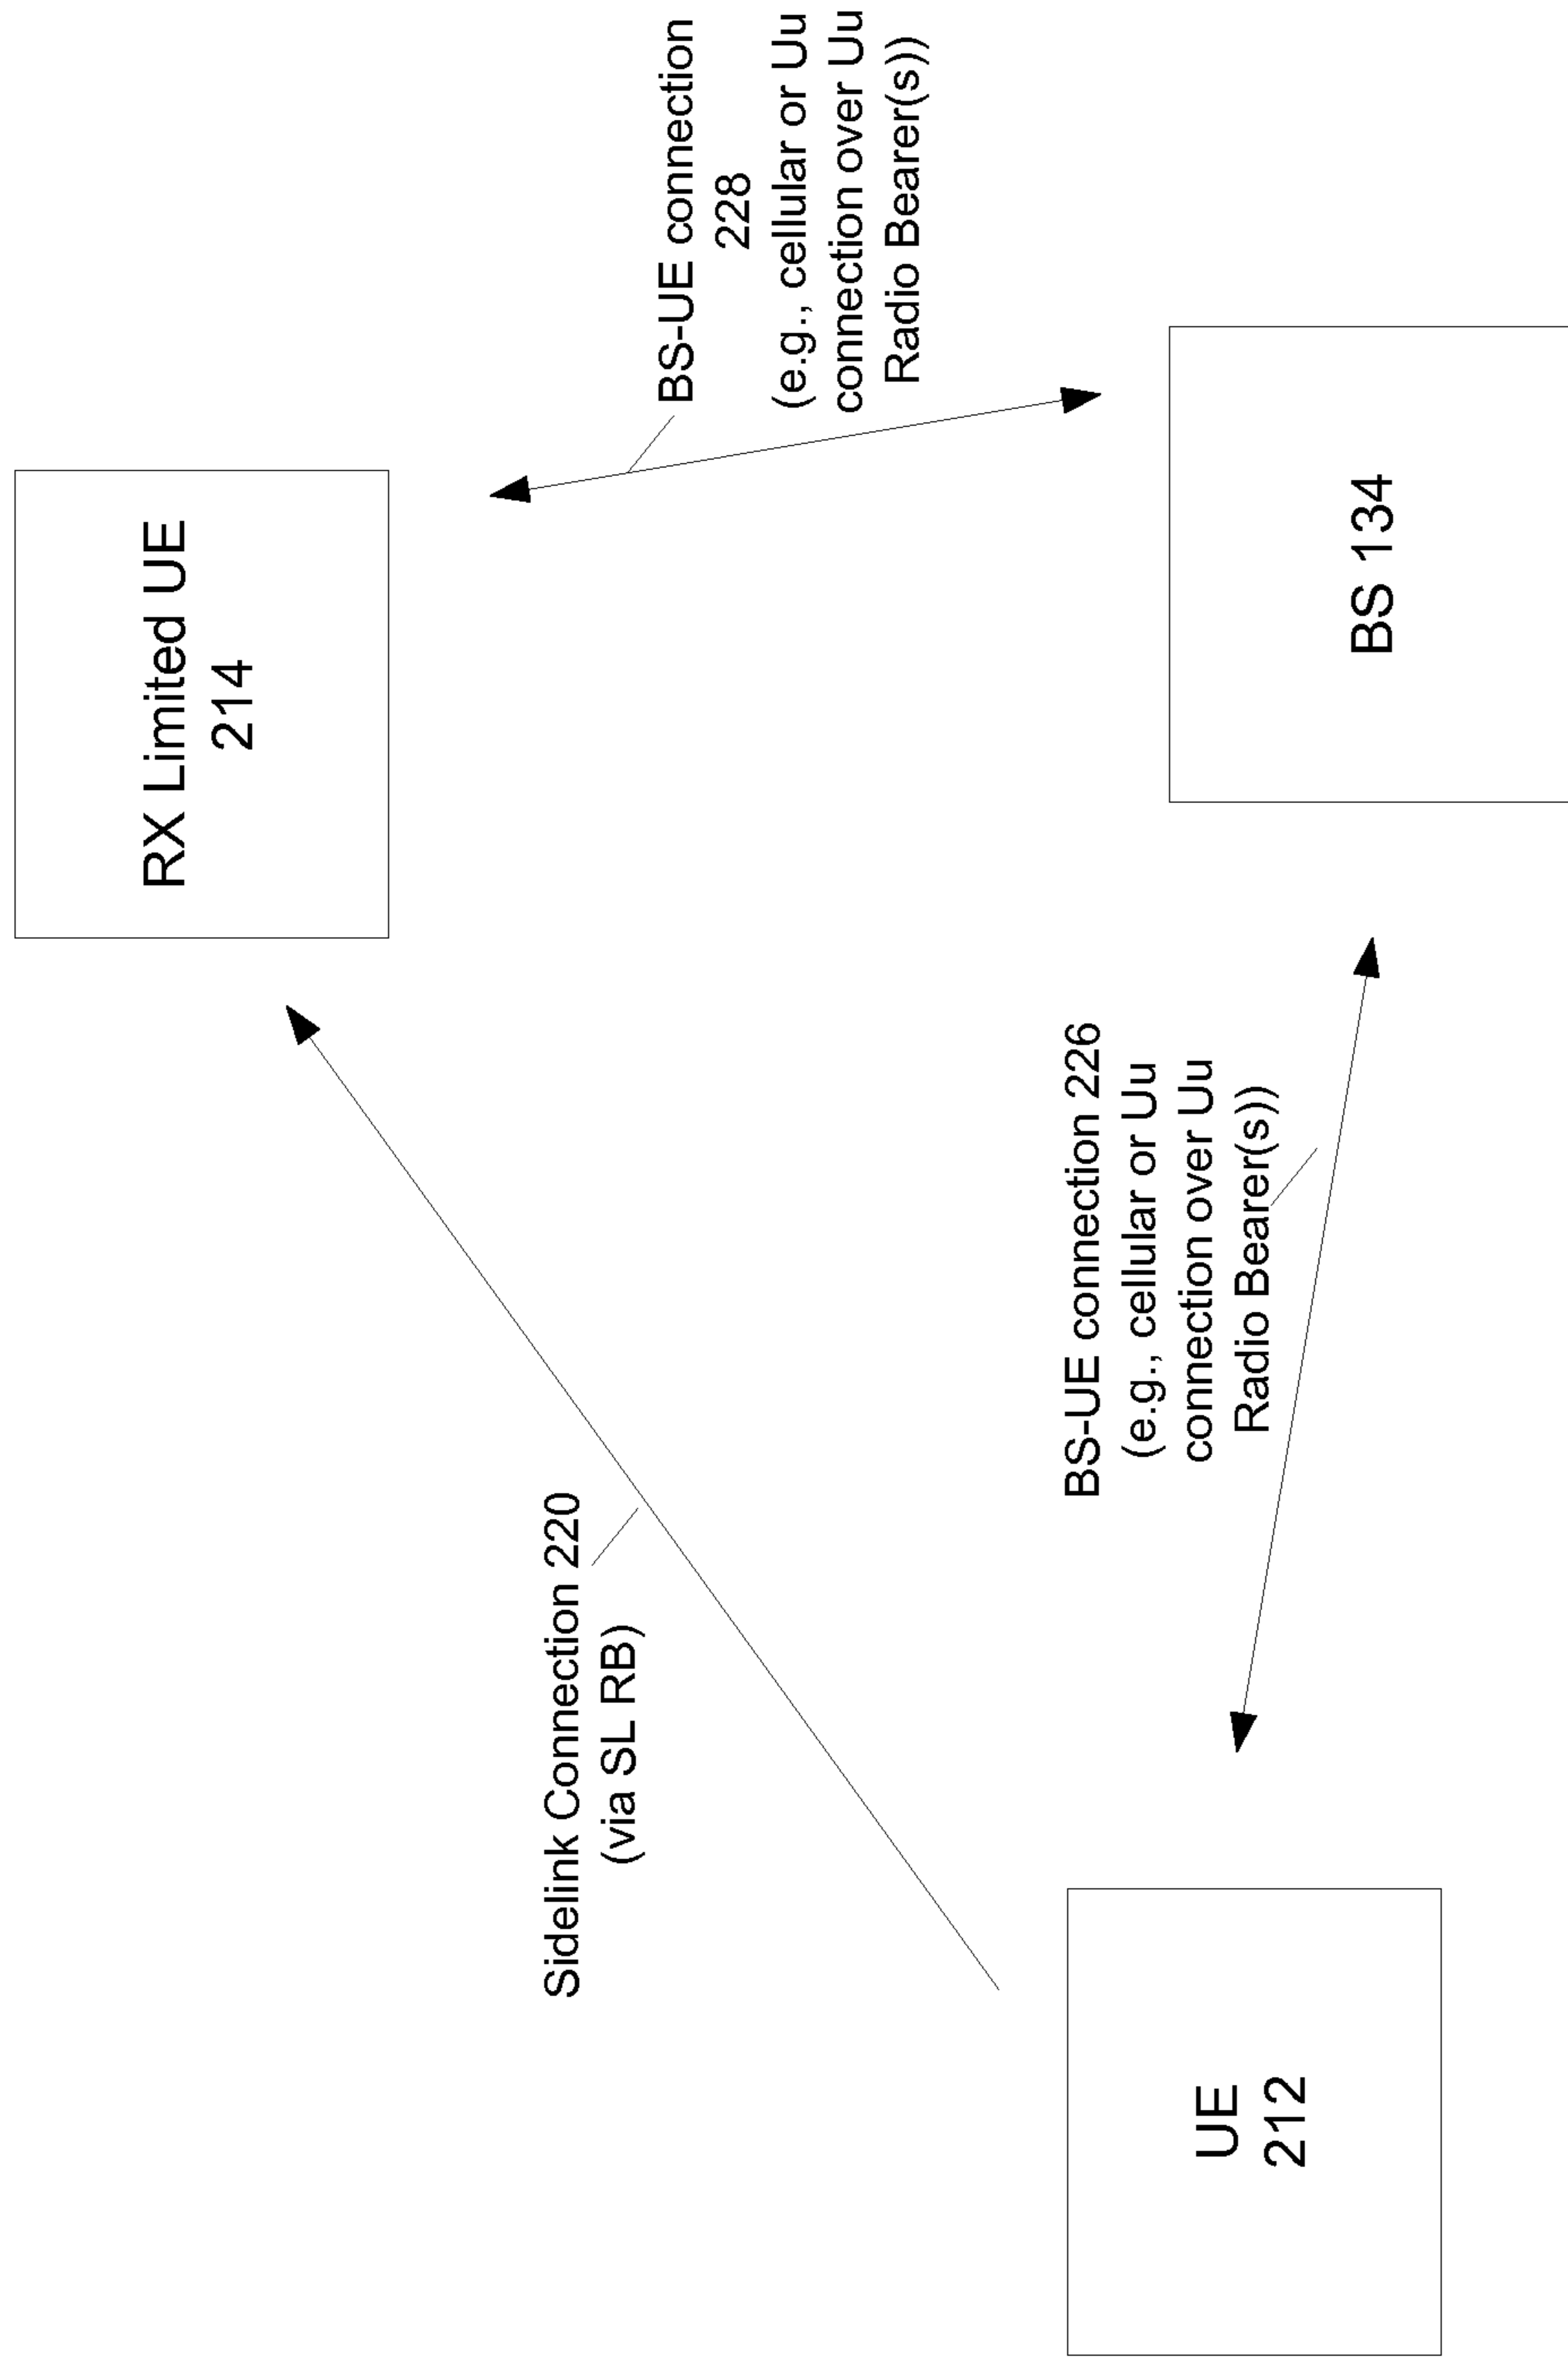 RX Limited UE
214
BS-UE connection
228
(e.g., cellular or Uu
connection over Uu
Radio Bearer(s))
Sidelink Connection 220
(via SL RB)
BS-UE connection 226
(e.g., cellular or Uu
connection over Uu
Radio Bearer(s))
UE
212
BS 134